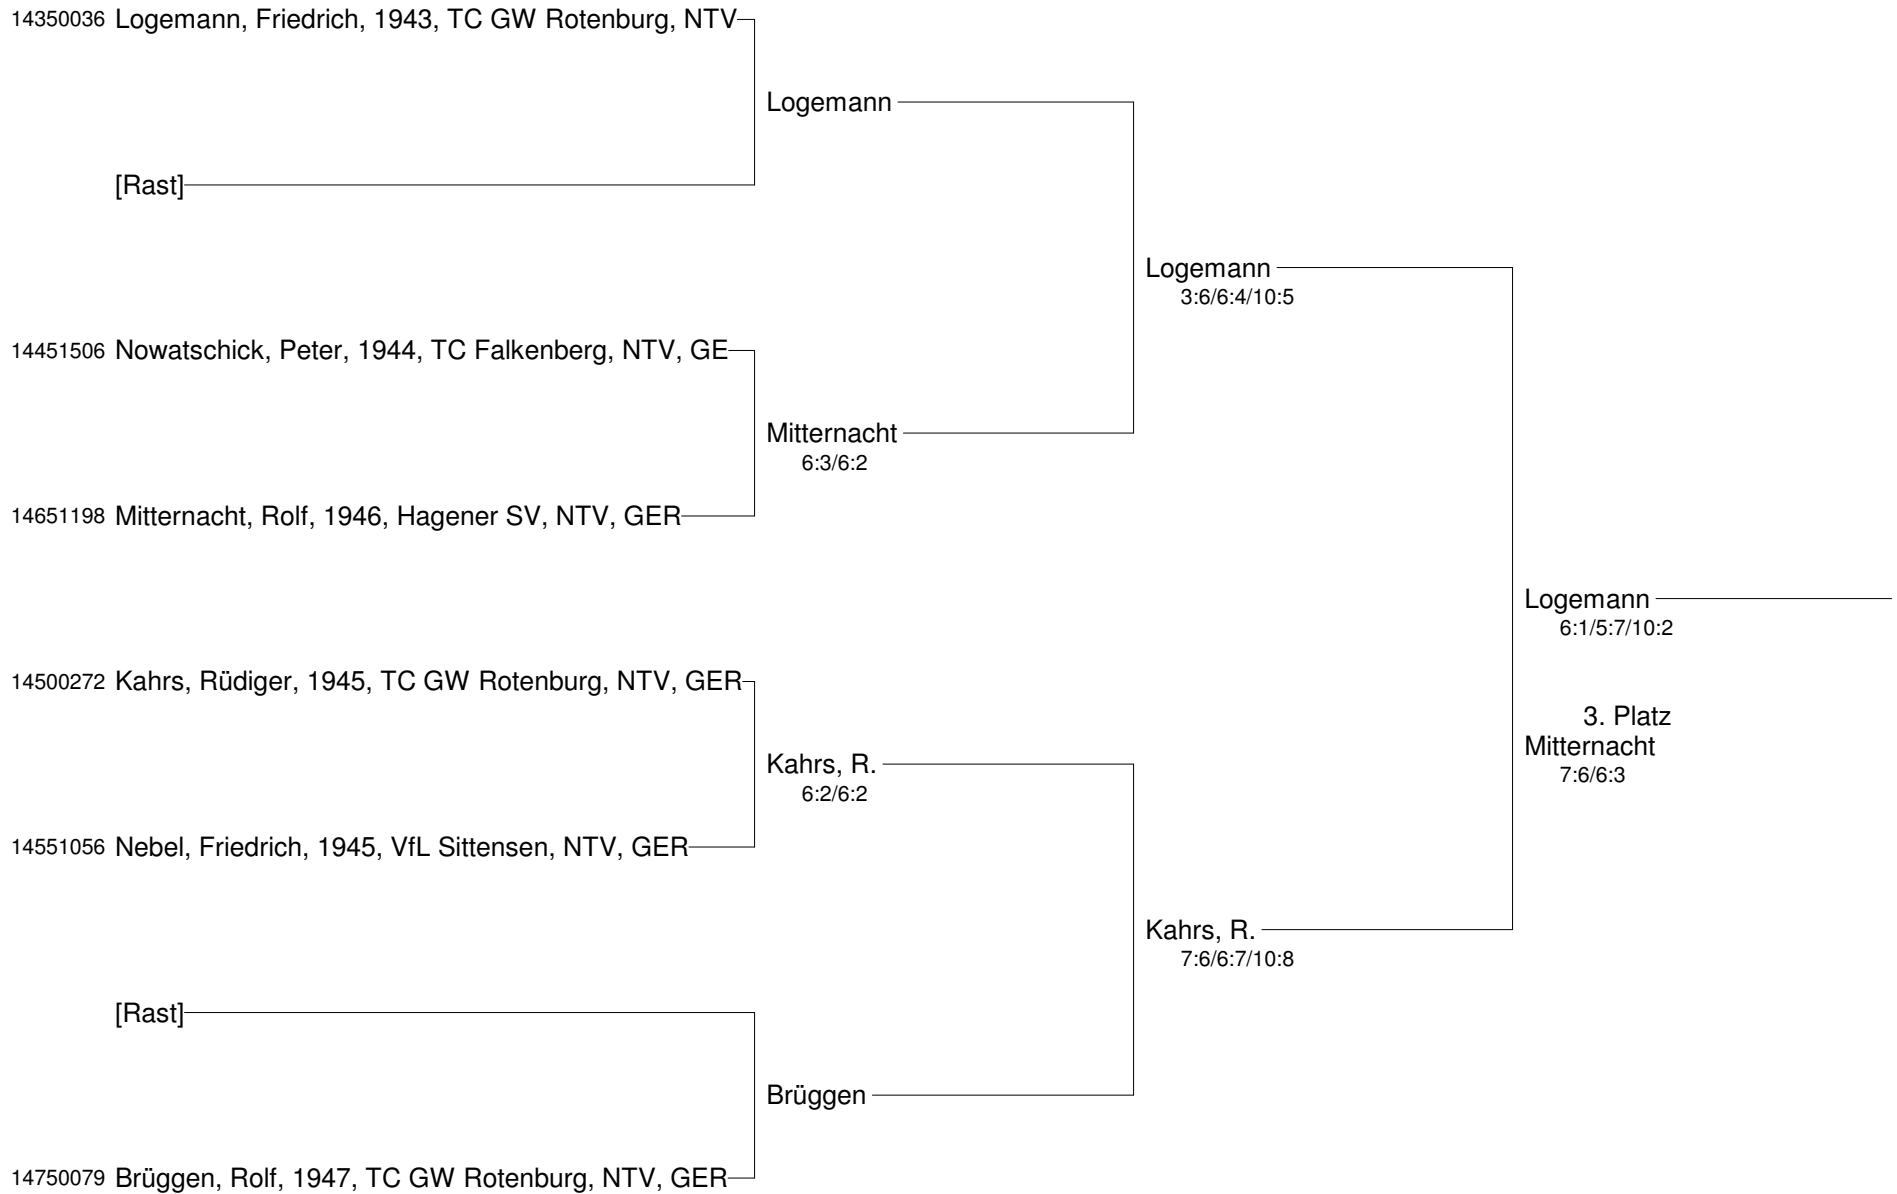 14350036 Logemann, Friedrich, 1943, TC GW Rotenburg, NTV
Logemann
[Rast]
Logemann
3:6/6:4/10:5
14451506 Nowatschick, Peter, 1944, TC Falkenberg, NTV, GE
Mitternacht
6:3/6:2
14651198 Mitternacht, Rolf, 1946, Hagener SV, NTV, GER
Logemann
6:1/5:7/10:2
14500272 Kahrs, Rüdiger, 1945, TC GW Rotenburg, NTV, GER
3. Platz
Mitternacht
7:6/6:3
Kahrs, R.
6:2/6:2
14551056 Nebel, Friedrich, 1945, VfL Sittensen, NTV, GER
Kahrs, R.
7:6/6:7/10:8
[Rast]
Brüggen
14750079 Brüggen, Rolf, 1947, TC GW Rotenburg, NTV, GER